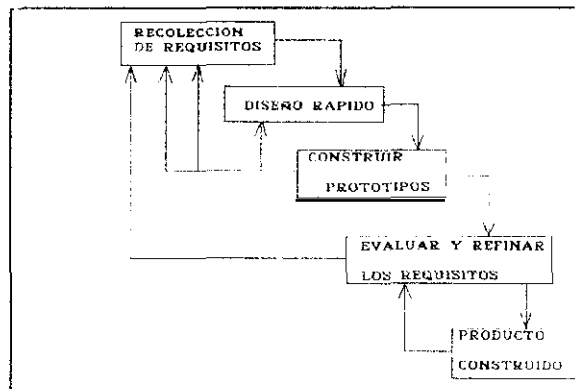 RECOLECCION
DE REQUISITOS
DISEÑO RAPIDO
CONSTRUIR
PROTOTIPOS
EVALUAR Y REFINAR
LOS REQUISITOS
PRODUCTO
CONSTRUIDO